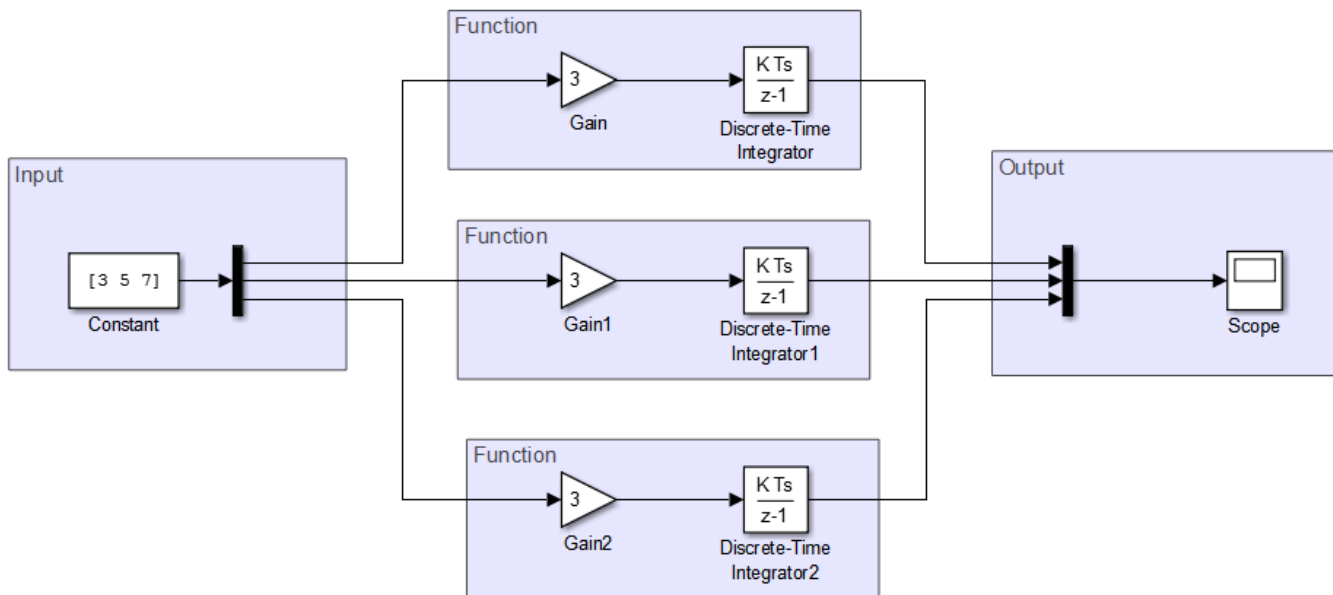 Function
3
Gain
K Ts
z-1
Discrete-Time
Integrator
Input
[3 5 7]
Constant
Function
3
Gain1
K Ts
z-1
Discrete-Time
Integrator1
Output
Scope
Function
3
Gain2
K Ts
z-1
Discrete-Time
Integrator2